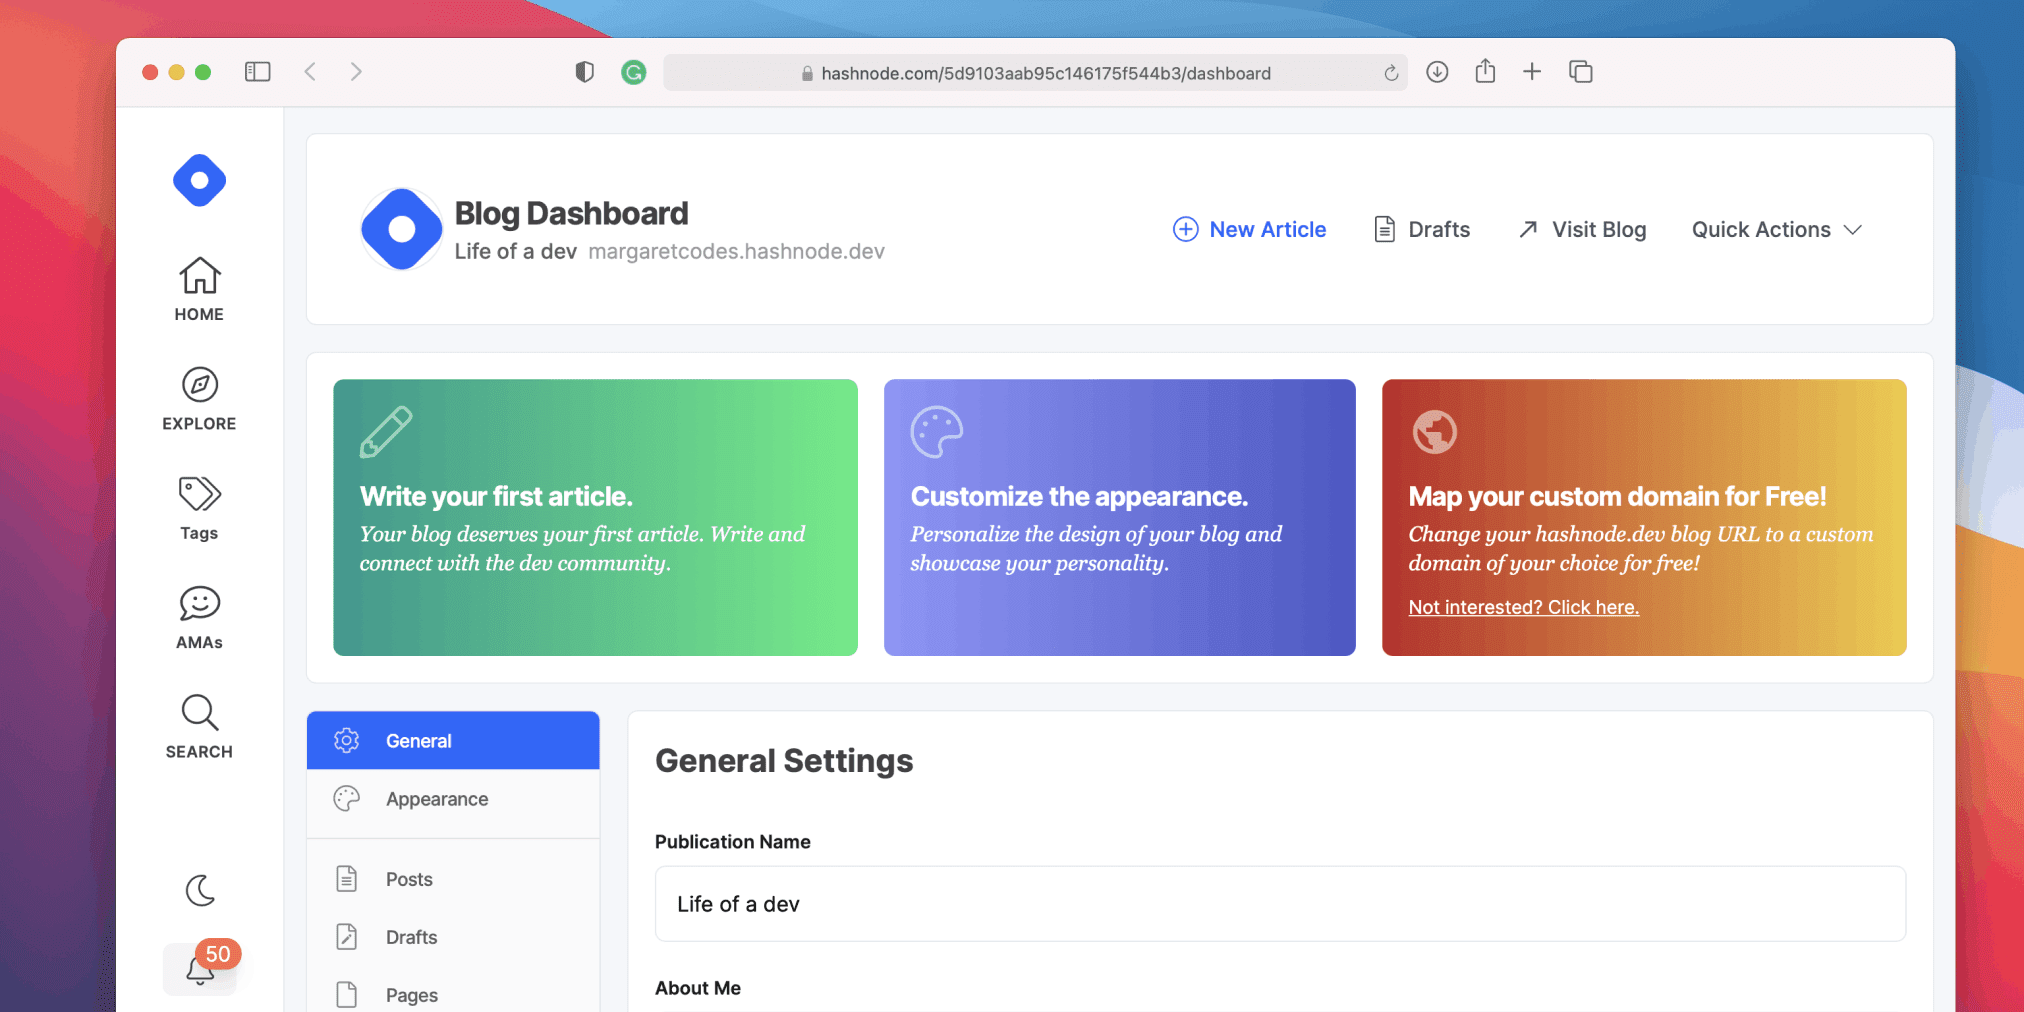 hashnode.com/5d9103aab95c146175f544b3/dashboard
Blog Dashboard
Life of a dev margaretcodes.hashnode.dev
New Article
Drafts
Visit Blog
Quick Actions
HOME
EXPLORE
Tags
AMAs
SEARCH
50
Write your first article.
Your blog deserves your first article. Write and
connect with the dev community.
Customize the appearance.
Personalize the design of your blog and
showcase your personality.
Map your custom domain for Free!
Change your hashnode.dev blog URL to a custom
domain of your choice for free!
Not interested? Click here.
General
Appearance
Posts
Drafts
Pages
General Settings
Publication Name
Life of a dev
About Me